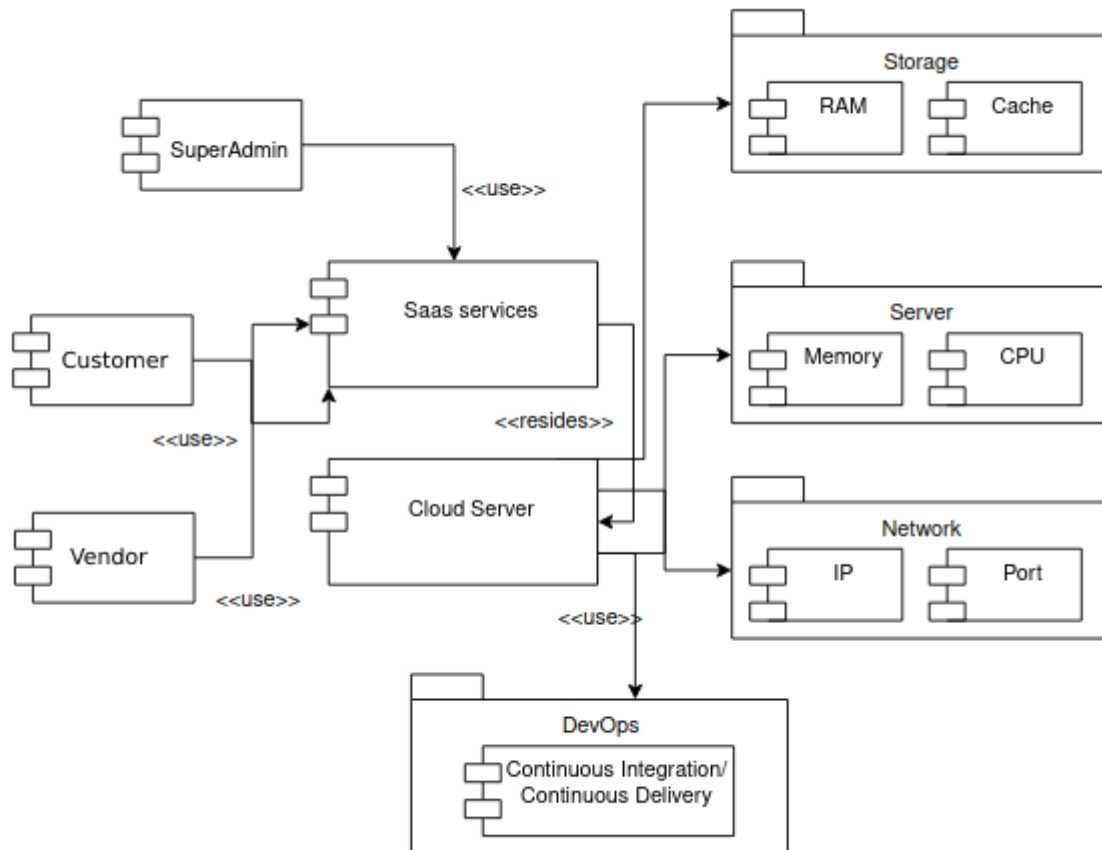 Storage
RAM
Cache
SuperAdmin
<<use>>
Saas services
Server
Memory
CPU
Customer
<<use>>
<<resides>>
Cloud Server
Network
IP
Port
Vendor
<<use>>
<<use>>
DevOps
Continuous Integration/
Continuous Delivery